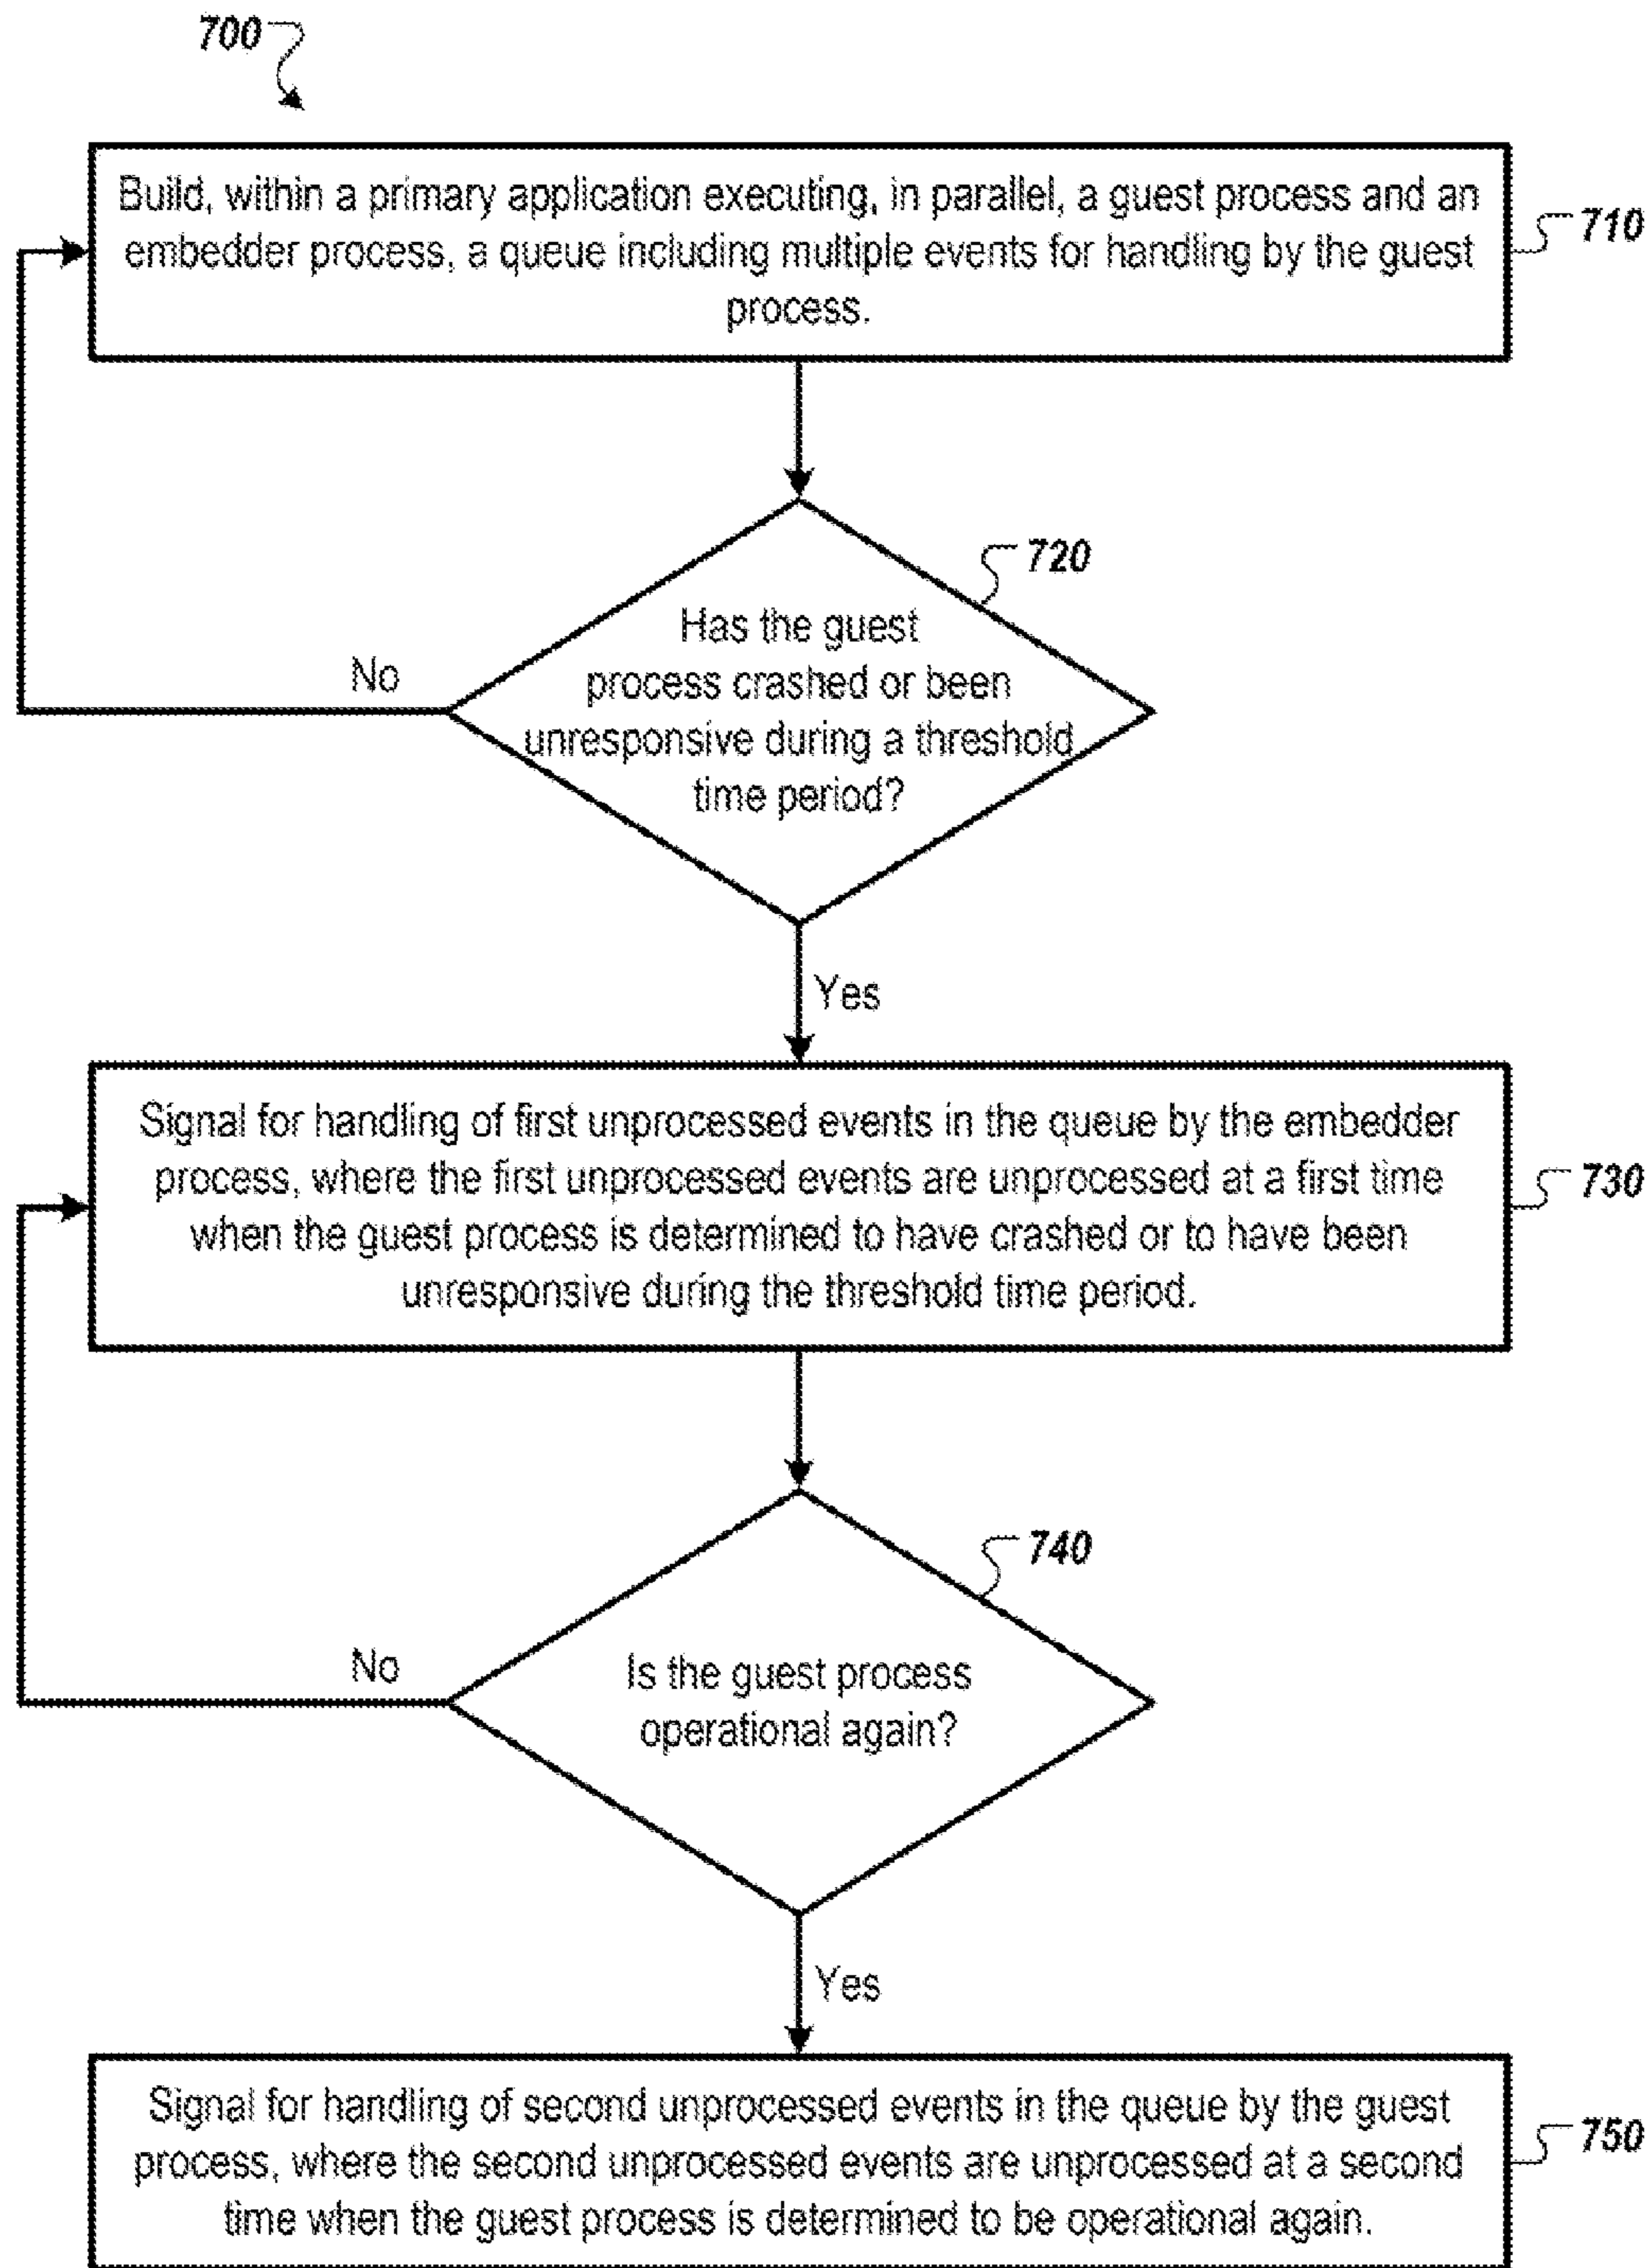 700
Build, within a primary application executing, in parallel, a guest process and an
embedder process, a queue including multiple events for handling by the guest
process.
710
720
Has the guest
process crashed or been
unresponsive during a threshold
time period?
No
Yes
Signal for handling of first unprocessed events in the queue by the embedder
process, where the first unprocessed events are unprocessed at a first time
when the guest process is determined to have crashed or to have been
unresponsive during the threshold time period.
730
740
Is the guest process
operational again?
No
Yes
Signal for handling of second unprocessed events in the queue by the guest
process, where the second unprocessed events are unprocessed at a second
time when the guest process is determined to be operational again.
750